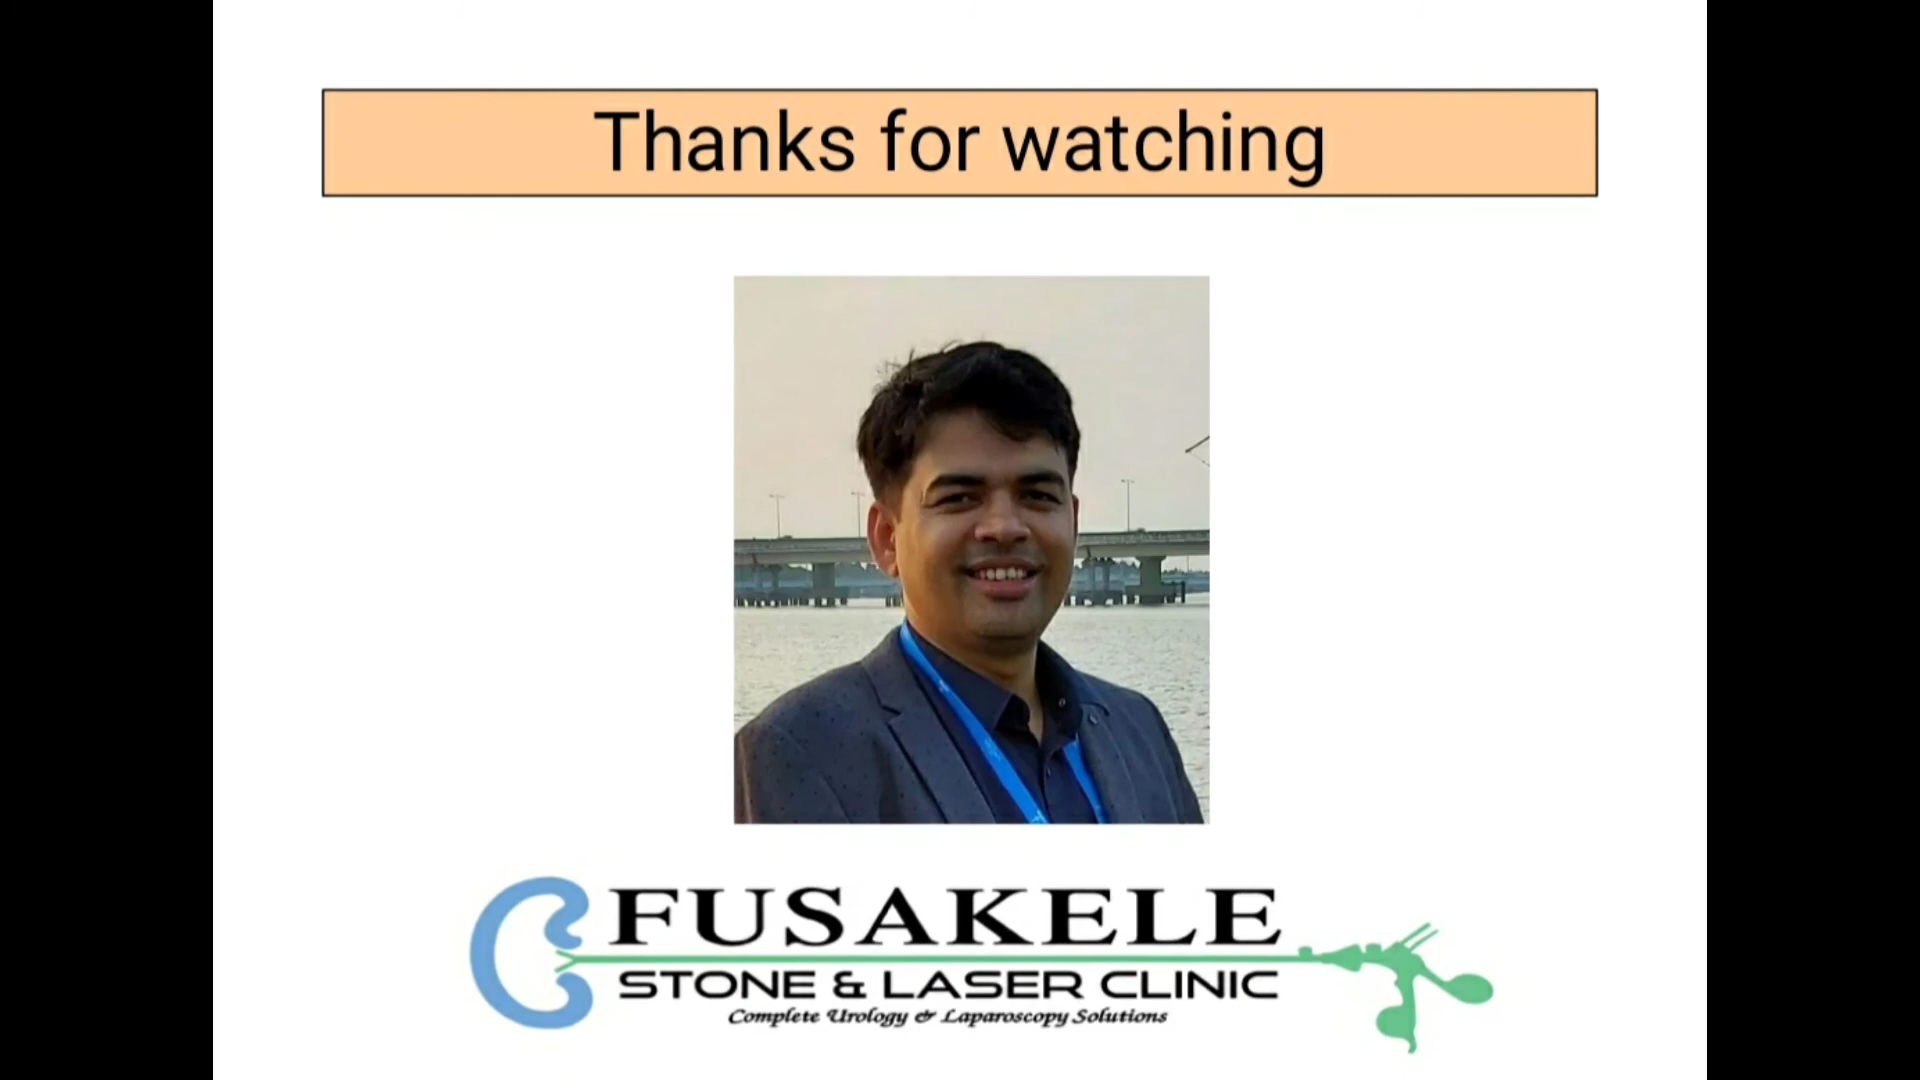 Thanks for watching
FUSAKELE
STONE & LASER CLINIC
Complete Urology & Laparoscopy Solutions